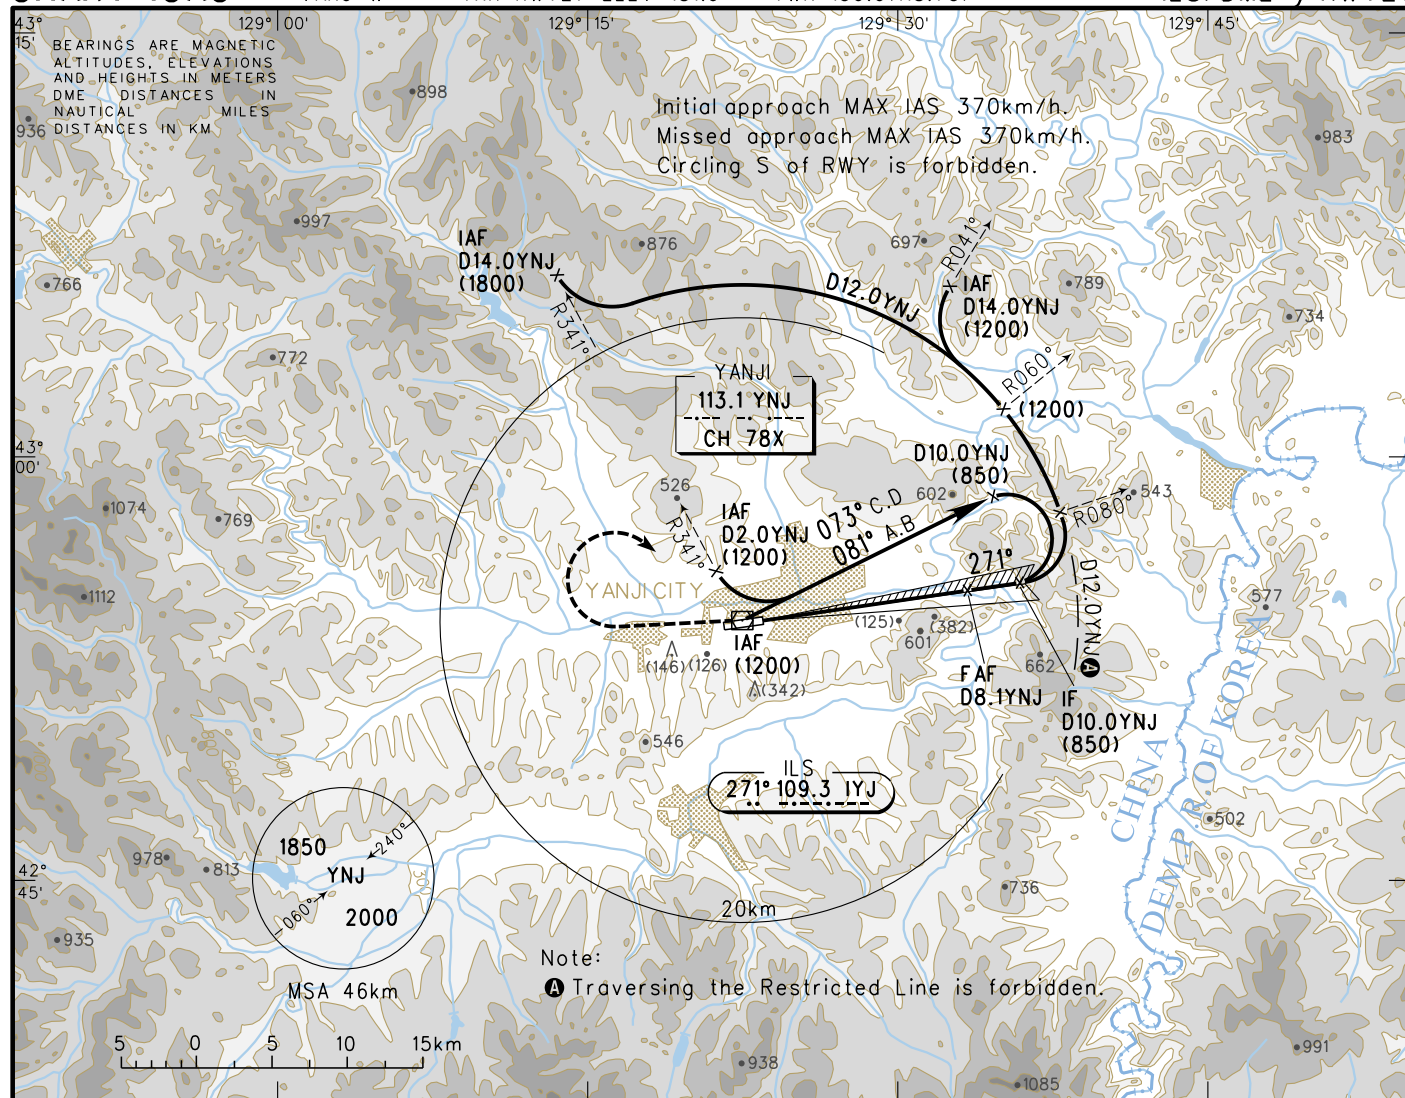 129° 00'
129° 15'
129° 30'
129° 45'
43°
15'
BEARINGS ARE MAGNETIC
ALTITUDES, ELEVATIONS
AND HEIGHTS IN METERS
DME DISTANCES IN
NAUTICAL MILES
DISTANCES IN KM
898
936
Initial approach MAX IAS 370km/h.
Missed approach MAX IAS 370km/h.
Circling S of RWY is forbidden.
983
997
IAF
D14.0YNJ
(1800)
876
697
R041°
766
R341°
D12.0YNJ
IAF
D14.0YNJ
(1200)
789
734
772
YANJI
113.1 YNJ
CH 78X
R060°
(1200)
43°
00'
D10.0YNJ
(850)
526
602
543
1074
769
R341°
IAF
D2.0YNJ
(1200)
073° C.D
081° A.B
R080°
271°
D12.0YNJ
A
1112
YANJI CITY
577
(125)
(382)
601
(146)
(126)
IAF
(1200)
(342)
662
FAF
D8.1YNJ
IF
D10.0YNJ
(850)
546
800
600
ILS
271° 109.3 IYJ
CHINA
DEM.P.R.OF KOREA
502
978
813
1850
240°
YNJ
060°
2000
300
42°
45'
736
20km
935
MSA 46km
Note:
A Traversing the Restricted Line is forbidden.
5 0 5 10 15km
938
991
1085